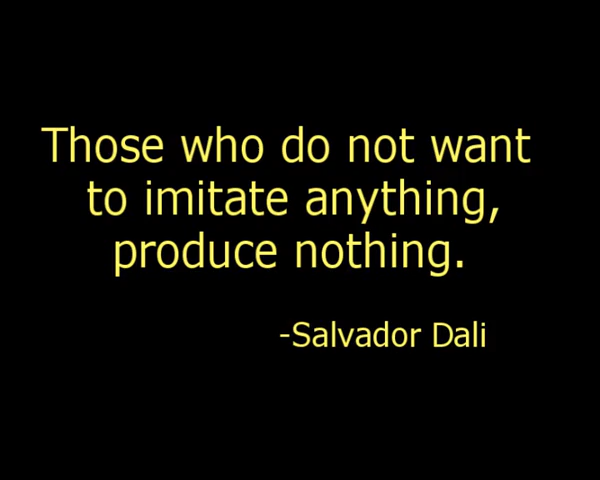 Those who do not want
to imitate anything,
produce nothing.
-Salvador Dali